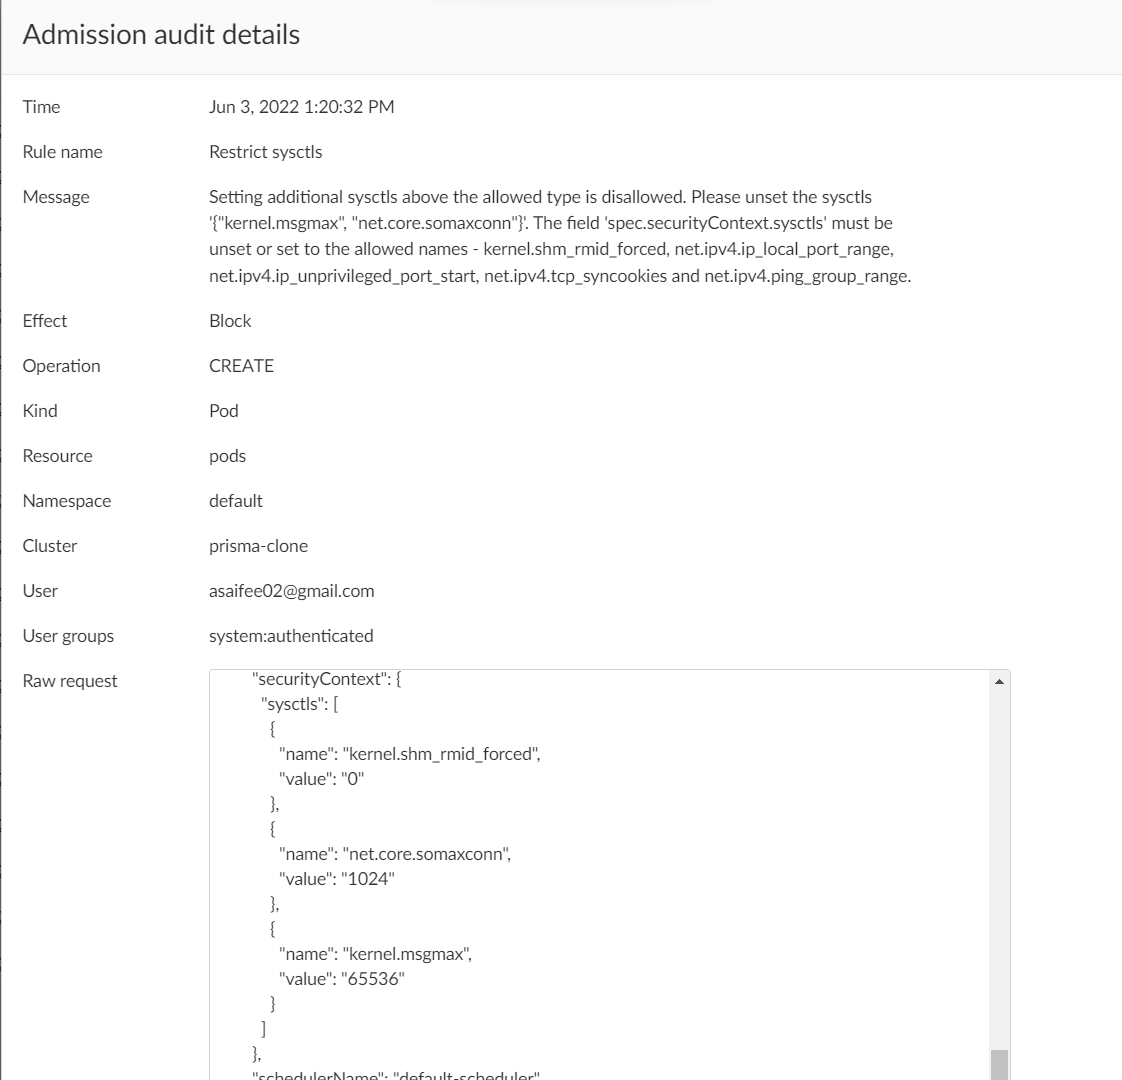 Admission audit details
Time Jun 3, 2022 1:20:32 PM
Rule name Restrict sysctls
Message Setting additional sysctls above the allowed type is disallowed. Please unset the sysctls
'{"kernel.msgmax", "net.core.somaxconn"}'. The field 'spec.securityContext.sysctls' must be
unset or set to the allowed names - kernel.shm_rmid_forced, net.ipv4.ip_local_port_range,
net.ipv4.ip_unprivileged_port_start, net.ipv4.tcp_syncookies and net.ipv4.ping_group_range.
Effect Block
Operation CREATE
Kind Pod
Resource pods
Namespace default
Cluster prisma-clone
User asaifee02@gmail.com
User groups system:authenticated
Raw request "securityContext": {
"sysctls": [
{
"name": "kernel.shm_rmid_forced",
"value": "0"
},
{
"name": "net.core.somaxconn",
"value": "1024"
},
{
"name": "kernel.msgmax",
"value": "65536"
}
]
},
"schedulerName": "default-scheduler"